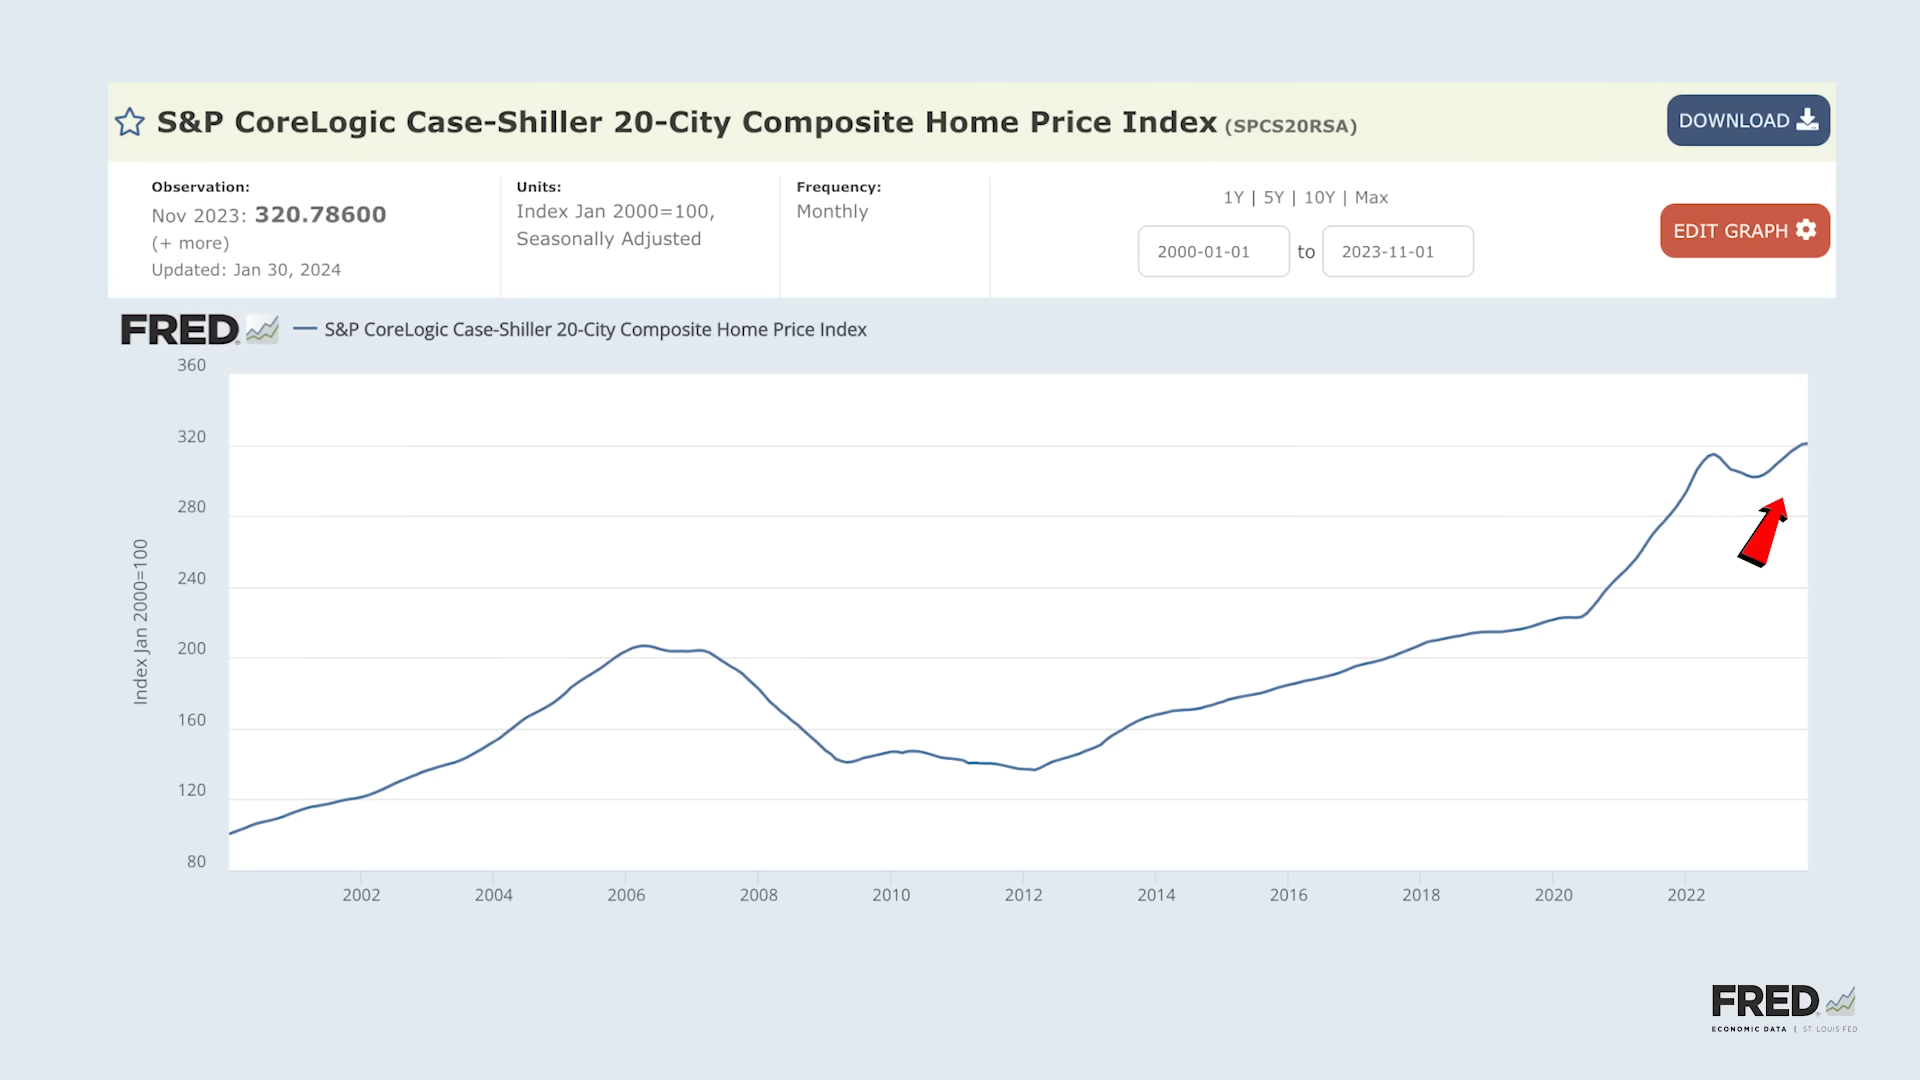 S&P CoreLogic Case-Shiller 20-City Composite Home Price Index (SPCS20RSA)
DOWNLOAD
Observation:
Nov 2023: 320.78600
(+ more)
Updated: Jan 30, 2024
Units:
Index Jan 2000=100,
Seasonally Adjusted
Frequency:
Monthly
1Y | 5Y | 10Y | Max
2000-01-01 to 2023-11-01
EDIT GRAPH
FRED S&P CoreLogic Case-Shiller 20-City Composite Home Price Index
360
320
280
240
200
160
120
80
Index Jan 2000=100
2002 2004 2006 2008 2010 2012 2014 2016 2018 2020 2022
FRED
ECONOMIC DATA | ST. LOUIS FED